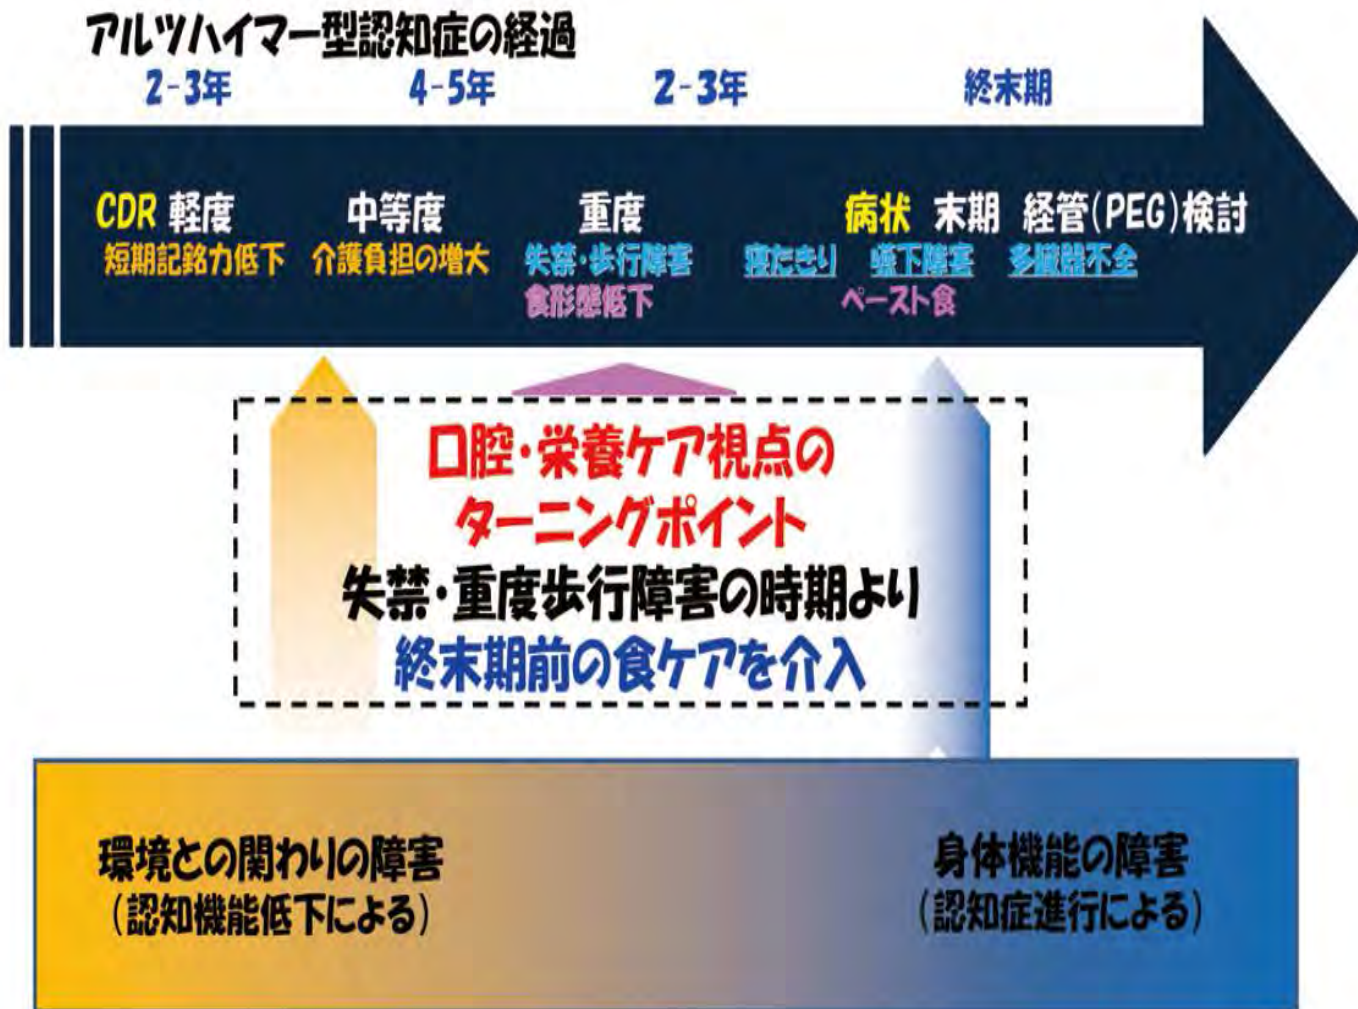 アルツハイマー型認知症の経過
2-3年 4-5年 2-3年 終末期
CDR 軽度 中等度 重度 病状 末期 経管(PEG)検討
短期記銘力低下 介護負担の増大 失禁・歩行障害 寝たきり 嚥下障害 多臓器不全
食形態低下 ペースト食
口腔・栄養ケア視点の
ターニングポイント
失禁・重度歩行障害の時期より
終末期前の食ケアを介入
環境との関わりの障害 身体機能の障害
(認知機能低下による) (認知症進行による)